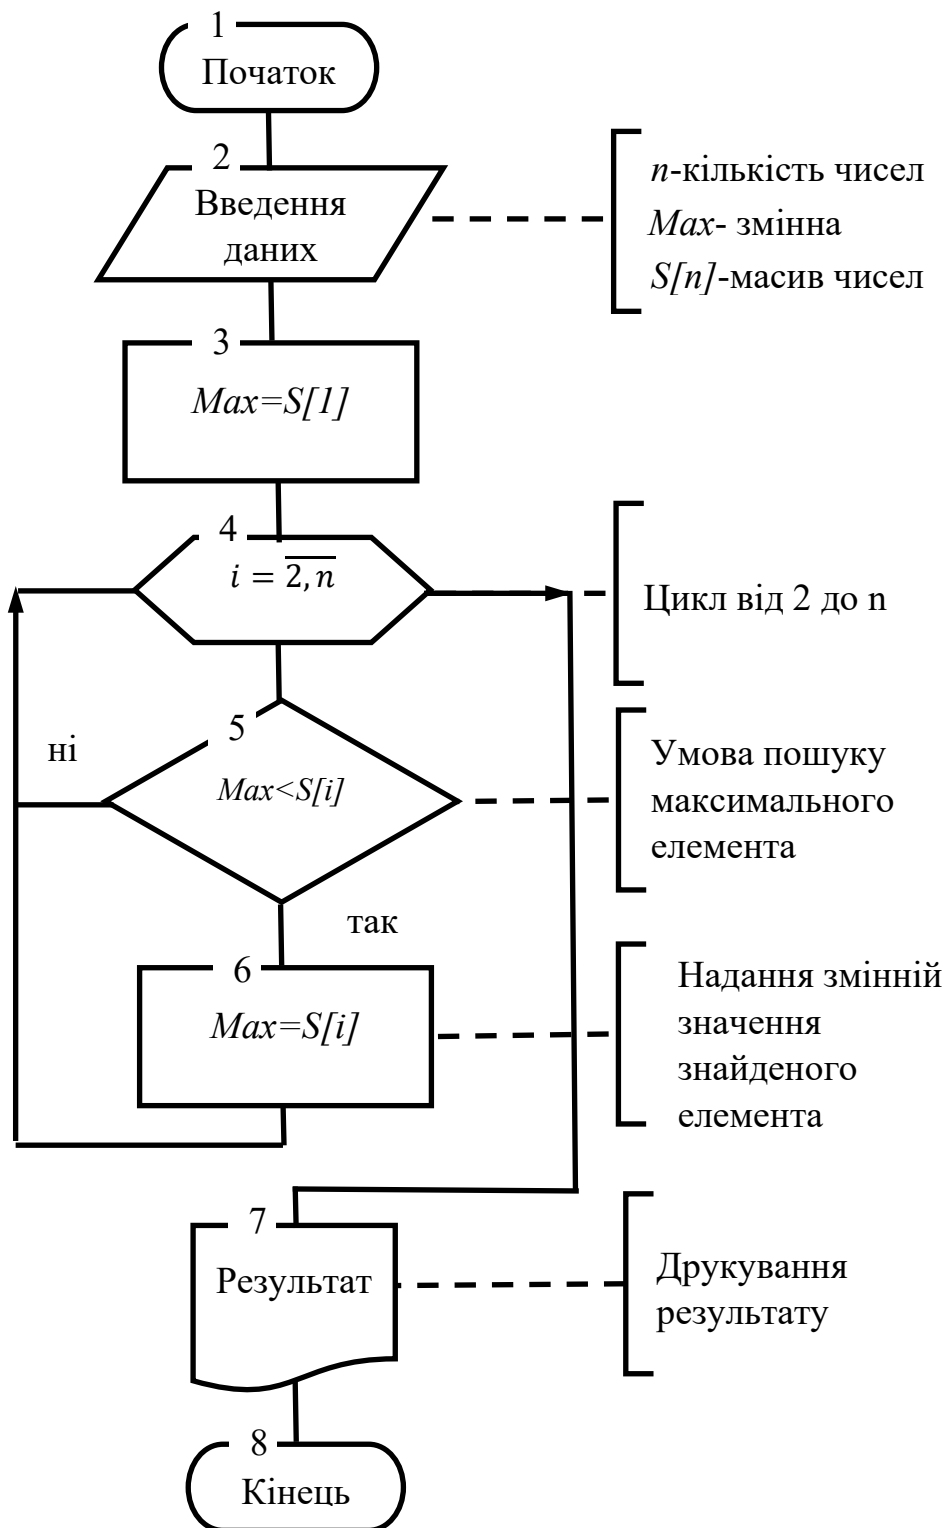 1
Початок
2
Введення
даних
n-кількість чисел
Max- змінна
S[n]-масив чисел
3
Max=S[1]
4
i = \overline{2,n}
Цикл від 2 до n
5
ні
Max<S[i]
Умова пошуку
максимального
елемента
так
6
Max=S[i]
Надання змінній
значення
знайденого
елемента
7
Результат
Друкування
результату
8
Кінець